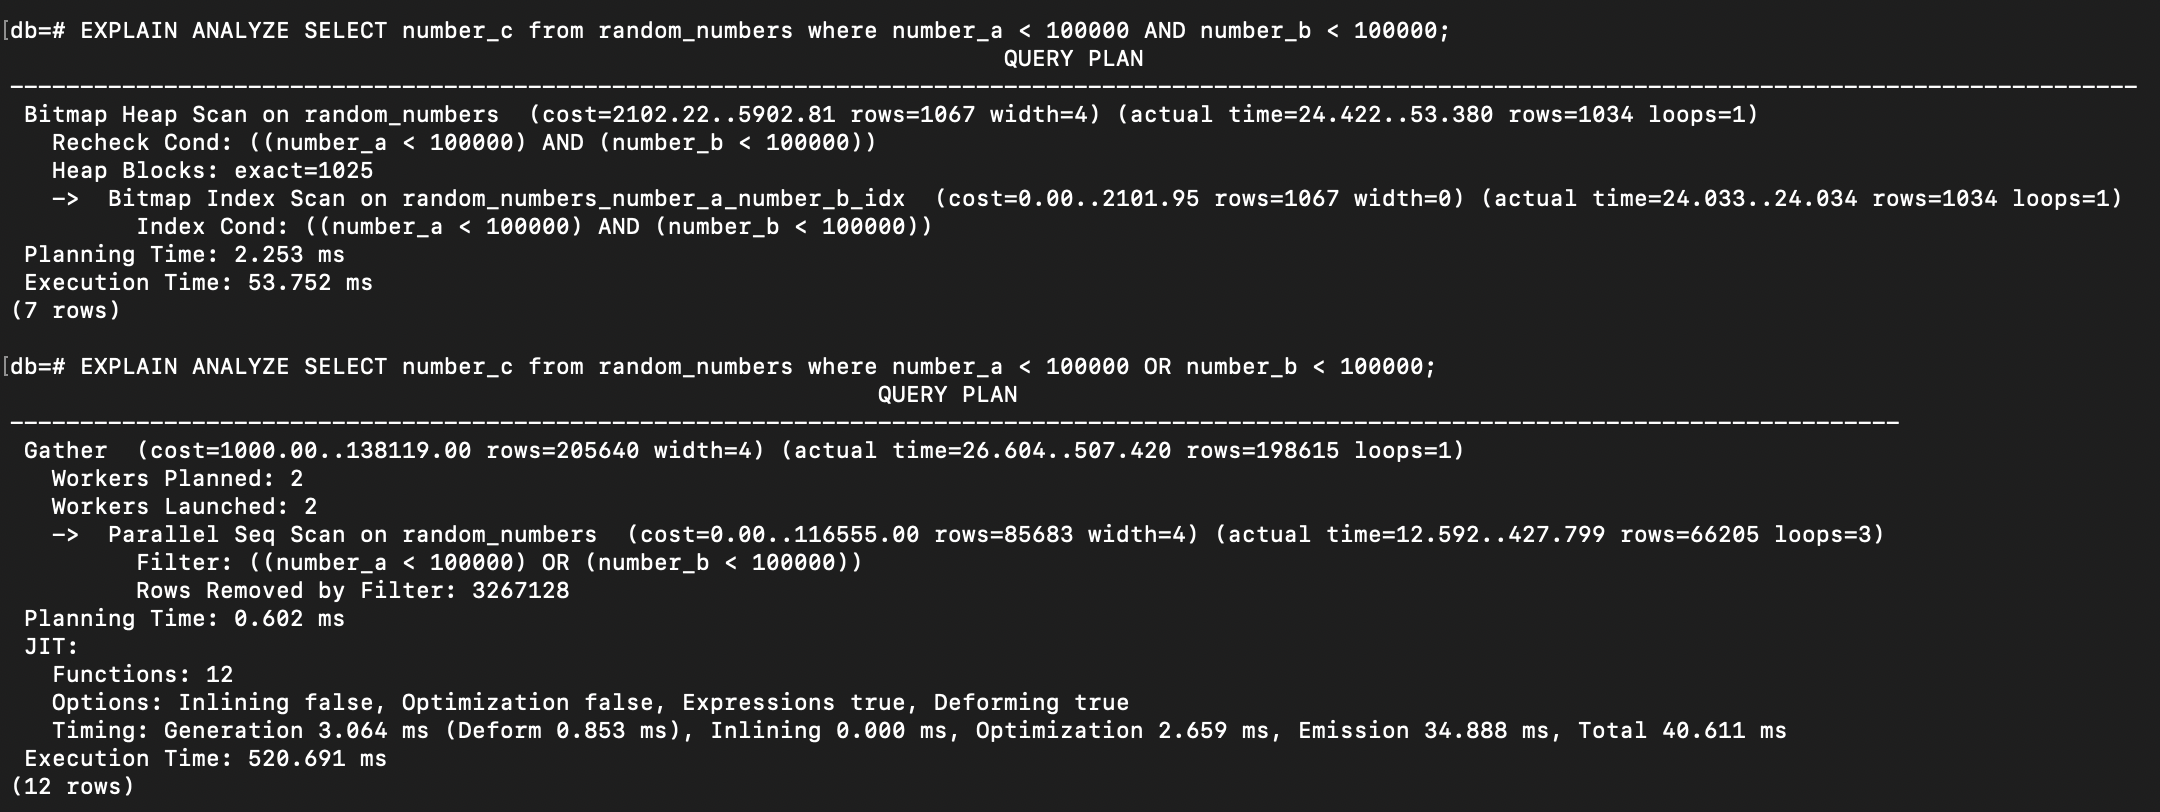 [db=# EXPLAIN ANALYZE SELECT number_c from random_numbers where number_a < 100000 AND number_b < 100000;
QUERY PLAN
Bitmap Heap Scan on random_numbers (cost=2102.22..5902.81 rows=1067 width=4) (actual time=24.422..53.380 rows=1034 loops=1)
Recheck Cond: ((number_a < 100000) AND (number_b < 100000))
Heap Blocks: exact=1025
-> Bitmap Index Scan on random_numbers_number_a_number_b_idx (cost=0.00..2101.95 rows=1067 width=0) (actual time=24.033..24.034 rows=1034 loops=1)
Index Cond: ((number_a < 100000) AND (number_b < 100000))
Planning Time: 2.253 ms
Execution Time: 53.752 ms
(7 rows)
[db=# EXPLAIN ANALYZE SELECT number_c from random_numbers where number_a < 100000 OR number_b < 100000;
QUERY PLAN
Gather (cost=1000.00..138119.00 rows=205640 width=4) (actual time=26.604..507.420 rows=198615 loops=1)
Workers Planned: 2
Workers Launched: 2
-> Parallel Seq Scan on random_numbers (cost=0.00..116555.00 rows=85683 width=4) (actual time=12.592..427.799 rows=66205 loops=3)
Filter: ((number_a < 100000) OR (number_b < 100000))
Rows Removed by Filter: 3267128
Planning Time: 0.602 ms
JIT:
Functions: 12
Options: Inlining false, Optimization false, Expressions true, Deforming true
Timing: Generation 3.064 ms (Deform 0.853 ms), Inlining 0.000 ms, Optimization 2.659 ms, Emission 34.888 ms, Total 40.611 ms
Execution Time: 520.691 ms
(12 rows)